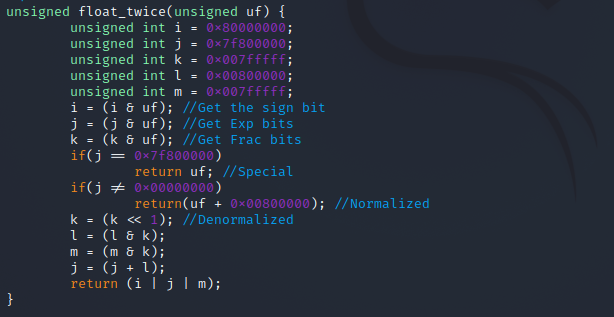 unsigned float_twice(unsigned uf) {
        unsigned int i = 0×80000000;
        unsigned int j = 0×7f800000;
        unsigned int k = 0×007fffff;
        unsigned int l = 0×00800000;
        unsigned int m = 0×007fffff;
        i = (i & uf); //Get the sign bit
        j = (j & uf); //Get Exp bits
        k = (k & uf); //Get Frac bits
        if(j == 0×7f800000)
                return uf; //Special
        if(j ≠ 0×00000000)
                return(uf + 0×00800000); //Normalized
        k = (k << 1); //Denormalized
        l = (l & k);
        m = (m & k);
        j = (j + l);
        return (i | j | m);
}